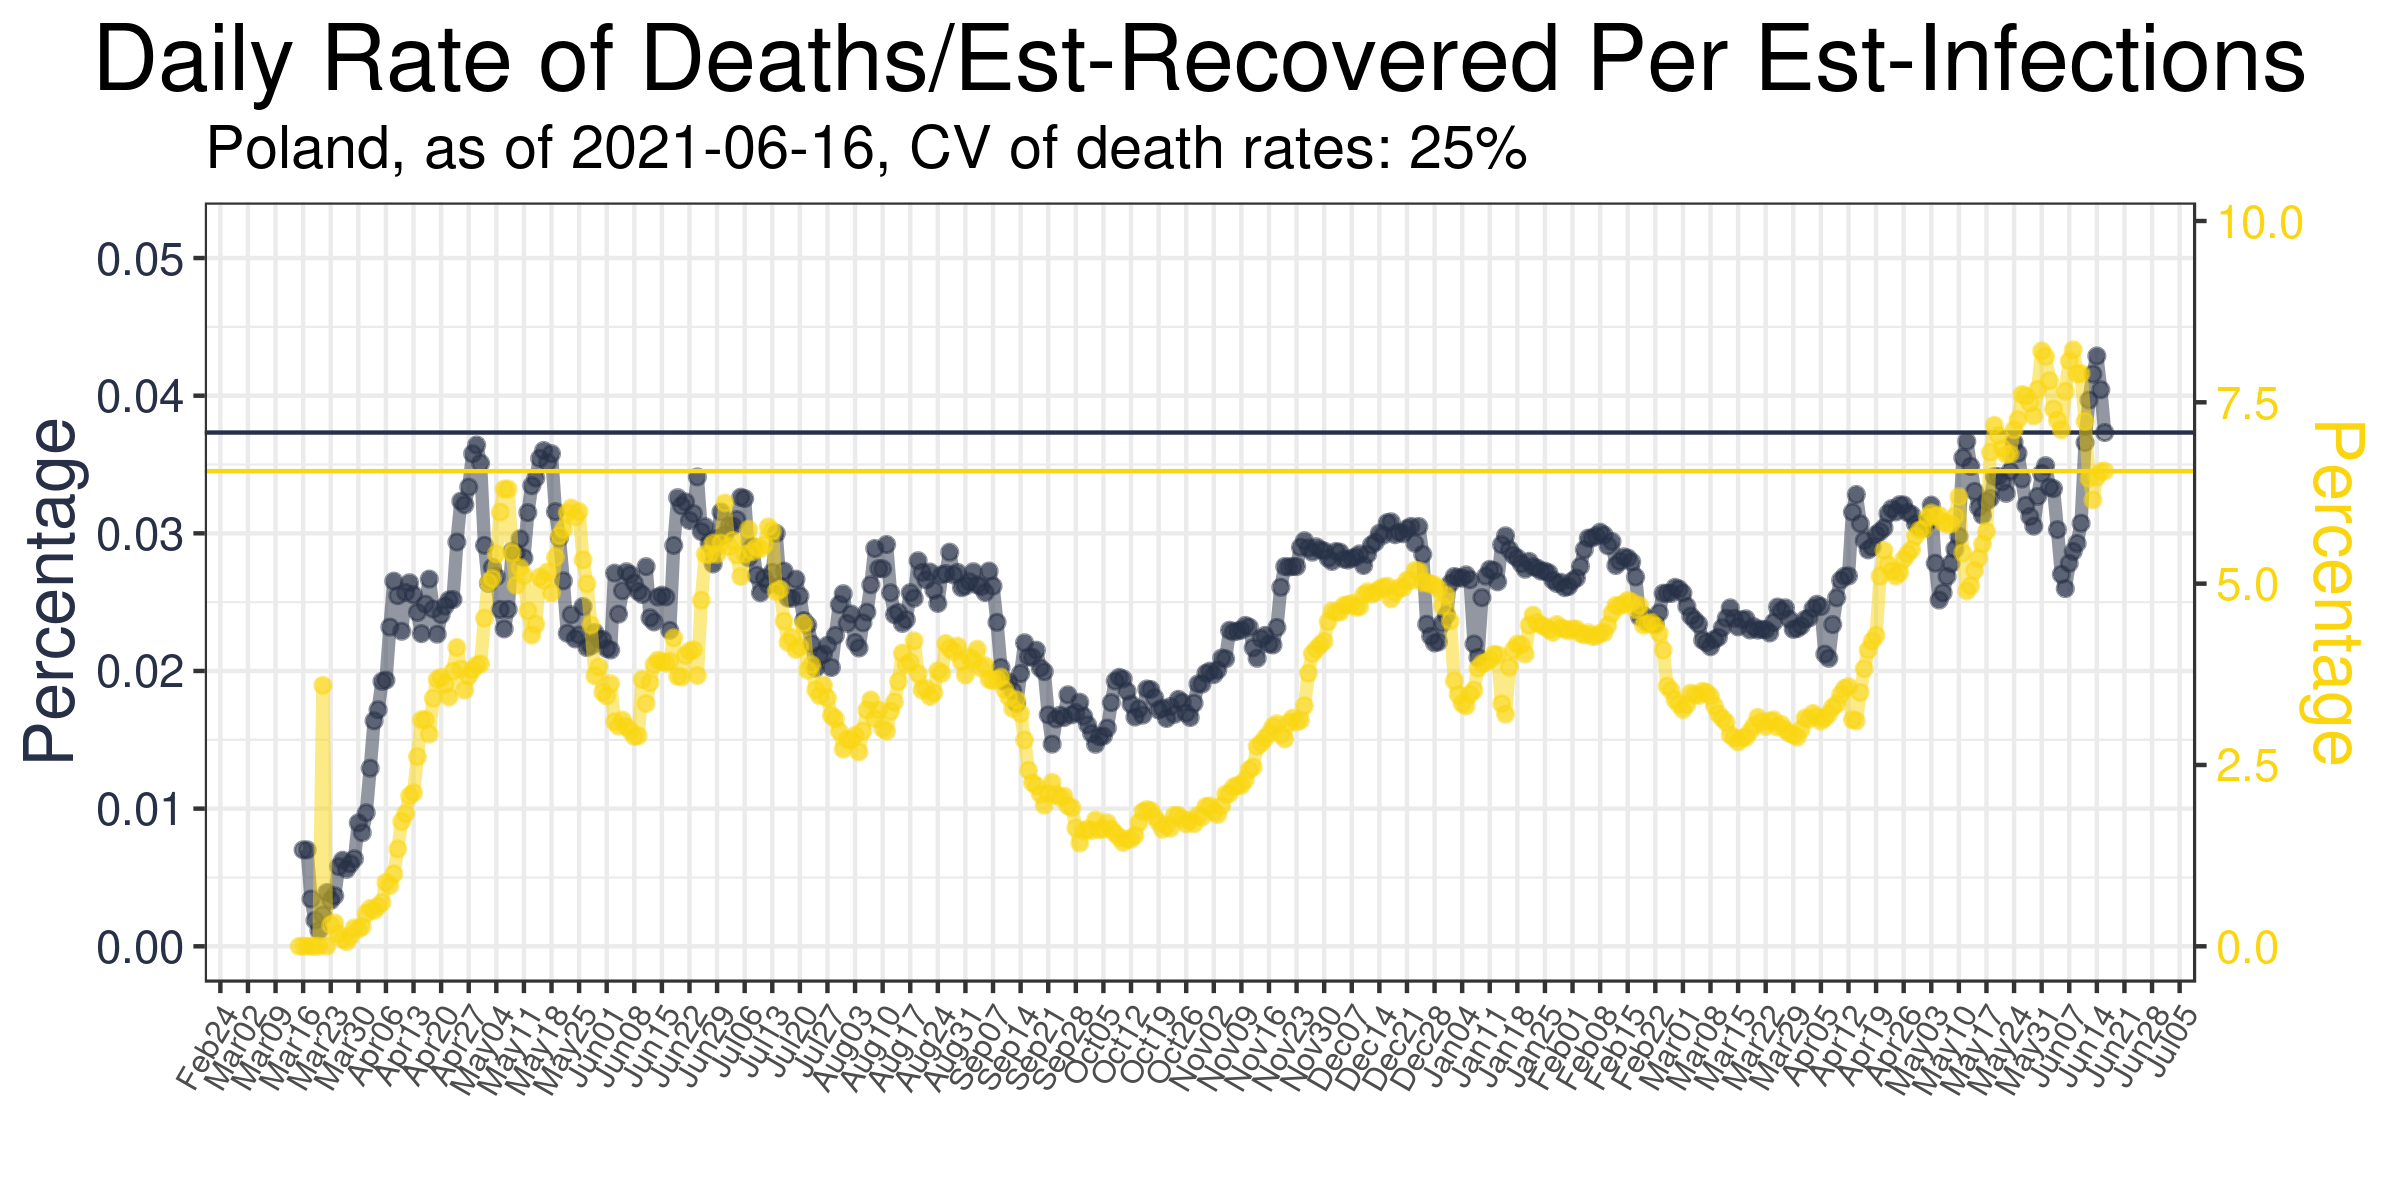 Daily Rate of Deaths/Est-Recovered Per Est-Infections
Poland, as of 2021-06-16, CV of death rates: 25%
Percentage
0.05
0.04
0.03
0.02
0.01
0.00
10.0
7.5
5.0
2.5
0.0
Percentage
Feb24
Mar02
Mar09
Mar16
Mar23
Mar30
Apr06
Apr13
Apr20
Apr27
May04
May11
May18
May25
Jun01
Jun08
Jun15
Jun22
Jun29
Jul06
Jul13
Jul20
Jul27
Aug03
Aug10
Aug17
Aug24
Aug31
Sep07
Sep14
Sep21
Sep28
Oct05
Oct12
Oct19
Oct26
Nov02
Nov09
Nov16
Nov23
Nov30
Dec07
Dec14
Dec21
Dec28
Jan04
Jan11
Jan18
Jan25
Feb01
Feb08
Feb15
Feb22
Mar01
Mar08
Mar15
Mar22
Mar29
Apr05
Apr12
Apr19
Apr26
May03
May10
May17
May24
May31
Jun07
Jun14
Jun21
Jun28
Jul05